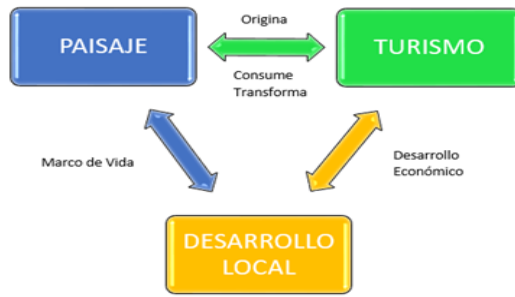 Origina
PAISAJE
TURISMO
Consume
Transforma
Marco de Vida
Desarrollo
Económico
DESARROLLO
LOCAL